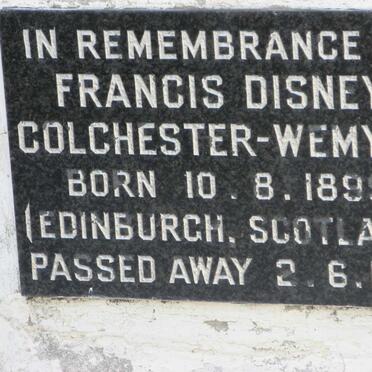 IN REMEMBRANCE
FRANCIS DISNEY
COLCHESTER-WEMY
BORN 10.8.189
(EDINBURGH, SCOTLA
PASSED AWAY 2.6.